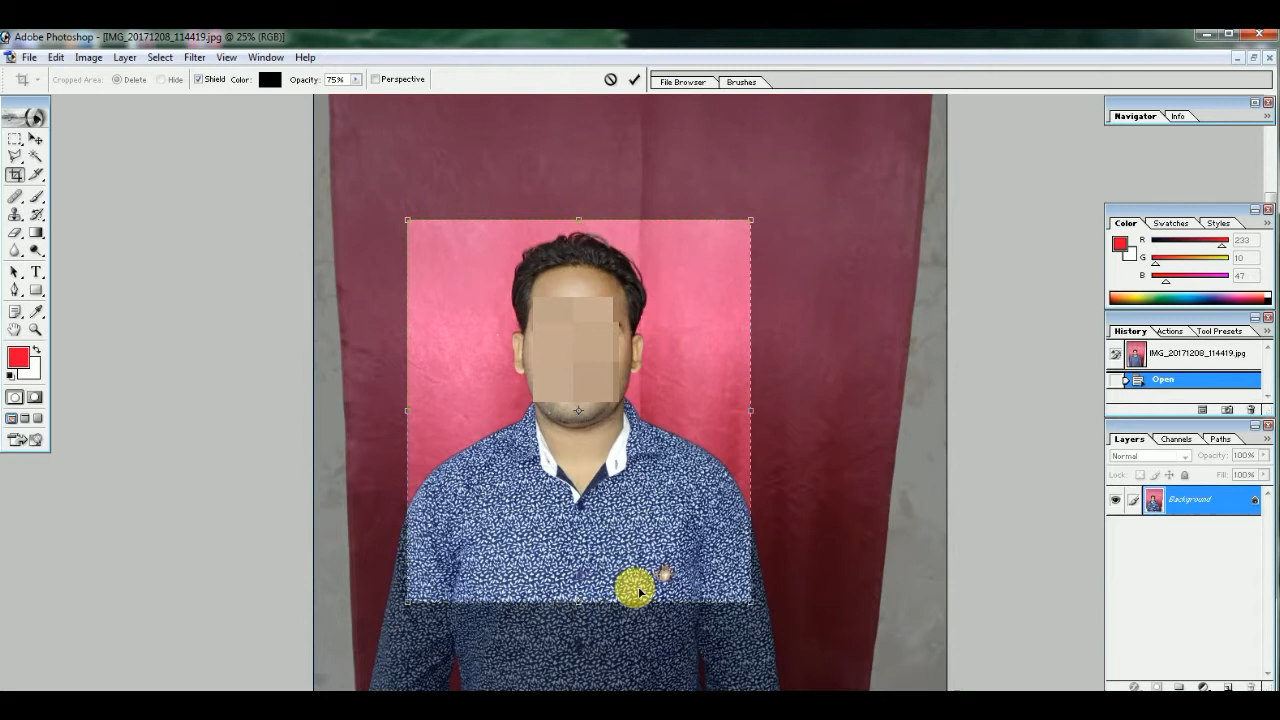 Adobe Photoshop - [IMG_20171208_114419.jpg @ 25% (RGB)]
File Edit Image Layer Select Filter View Window Help
Cropped Area: Delete Hide Shield Color: Opacity: 75% Perspective File Browser Brushes
Navigator Info
Color Swatches Styles
R 233
G 10
B 47
History Actions Tool Presets
IMG_20171208_114419.jpg
Open
Layers Channels Paths
Normal Opacity: 100%
Lock: Fill: 100%
Background
T